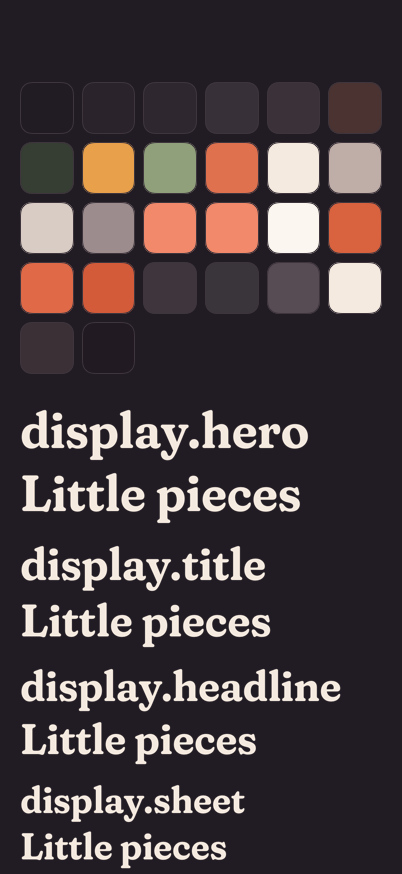 display.hero
Little pieces
display.title
Little pieces
display.headline
Little pieces
display.sheet
Little pieces